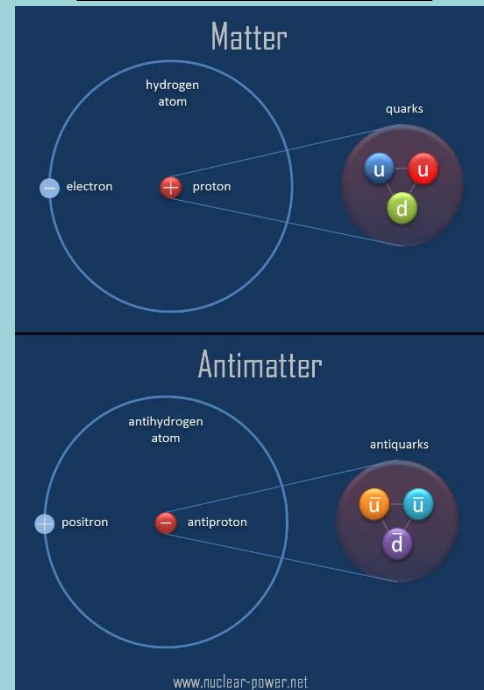 Matter
hydrogen
atom
quarks
− electron
+ proton
u u
d
Antimatter
antihydrogen
atom
antiquarks
+ positron
− antiproton
u̅ u̅
d̅
www.nuclear-power.net